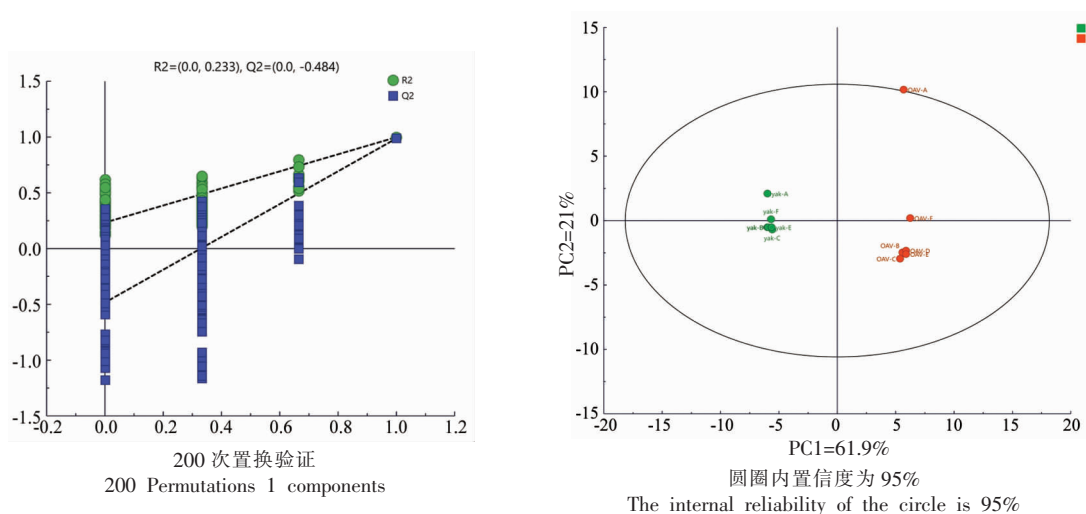 R2=(0.0, 0.233), Q2=(0.0, -0.484)
R2
Q2
1.5
1.0
0.5
0.0
-0.5
-1.0
-1.5
-0.2 0.0 0.2 0.4 0.6 0.8 1.0 1.2
200 次置换验证
200 Permutations 1 components
15
10
5
0
-5
-10
-15
PC2=21%
OAV-A
yak-A
yak-F
yak-E
yak-C
OAV-F
OAV-B
OAV-D
OAV-E
OAV-C
-20 -15 -10 -5 0 5 10 15 20
PC1=61.9%
圆圈内置信度为 95%
The internal reliability of the circle is 95%